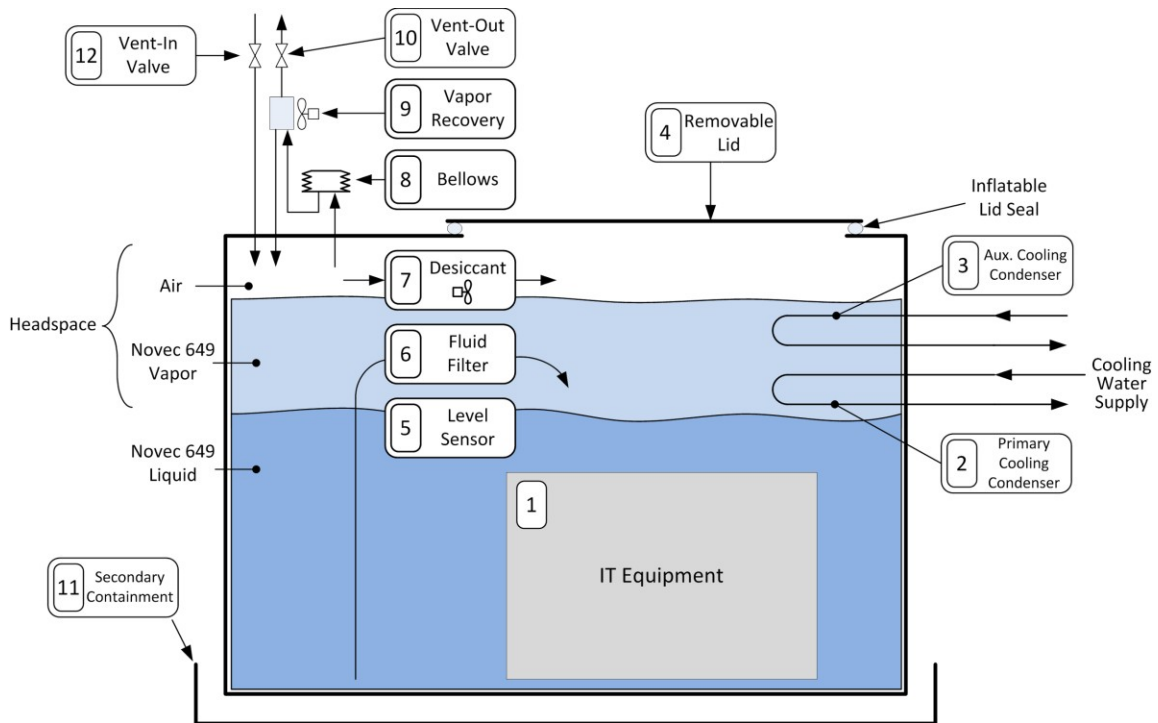 12
Vent-In
Valve
10
Vent-Out
Valve
9
Vapor
Recovery
8
Bellows
4
Removable
Lid
Inflatable
Lid Seal
7
Desiccant
3
Aux. Cooling
Condenser
Air
Headspace
6
Fluid
Filter
Novec 649
Vapor
Cooling
Water
Supply
5
Level
Sensor
Novec 649
Liquid
2
Primary
Cooling
Condenser
1
IT Equipment
11
Secondary
Containment